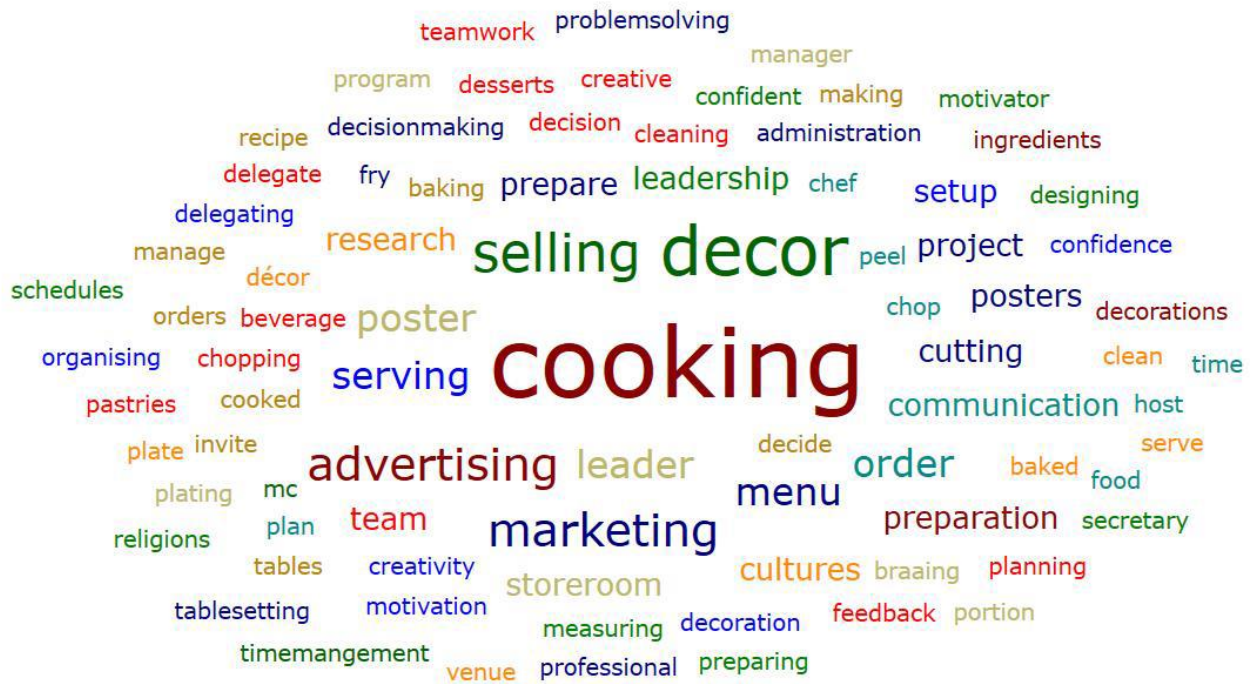 teamwork problemsolving
manager
program desserts creative
confident making motivator
recipe decisionmaking decision cleaning administration ingredients
delegate fry baking prepare leadership chef setup designing
delegating
manage research selling decor peel project confidence
décor
schedules
orders beverage poster chop posters decorations
organising chopping serving cooking cutting clean time
pastries cooked communication host
plate invite advertising leader decide order baked serve
food
plating mc menu
religions plan team marketing preparation secretary
tables creativity storeroom cultures braaing planning
tablesetting motivation measuring decoration feedback portion
timemangement venue professional preparing